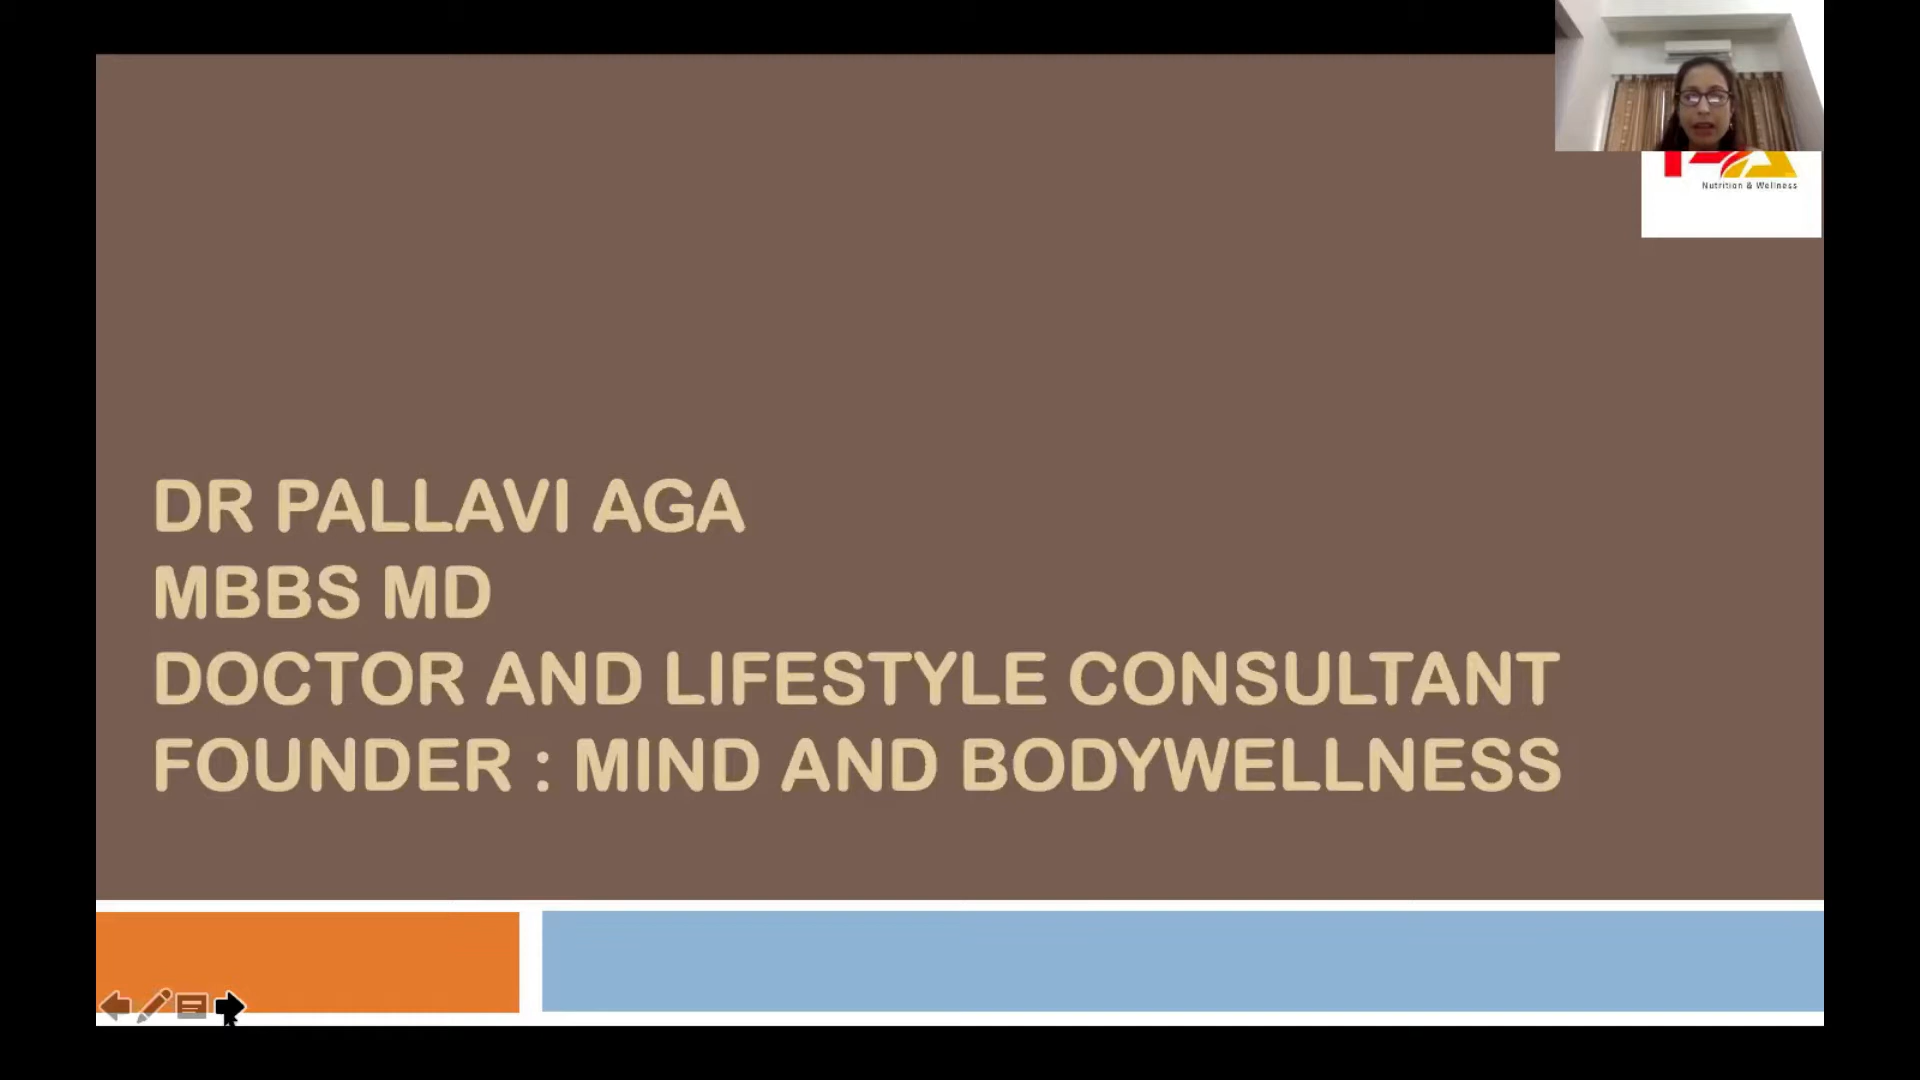 Nutrition & Wellness
DR PALLAVI AGA
MBBS MD
DOCTOR AND LIFESTYLE CONSULTANT
FOUNDER : MIND AND BODYWELLNESS